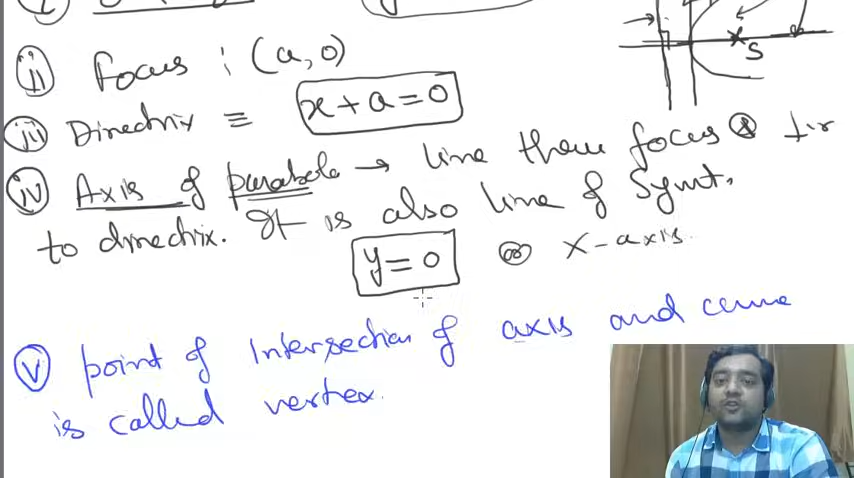 (ii) Focus : (a, 0)
(iii) Directrix ≡ x + a = 0
(iv) Axis of parabola → line thru focus & ⊥r
to directrix. It is also line of Symt.
y = 0 or X-axis.
S
(v) point of Intersection of axis and curve
is called vertex.